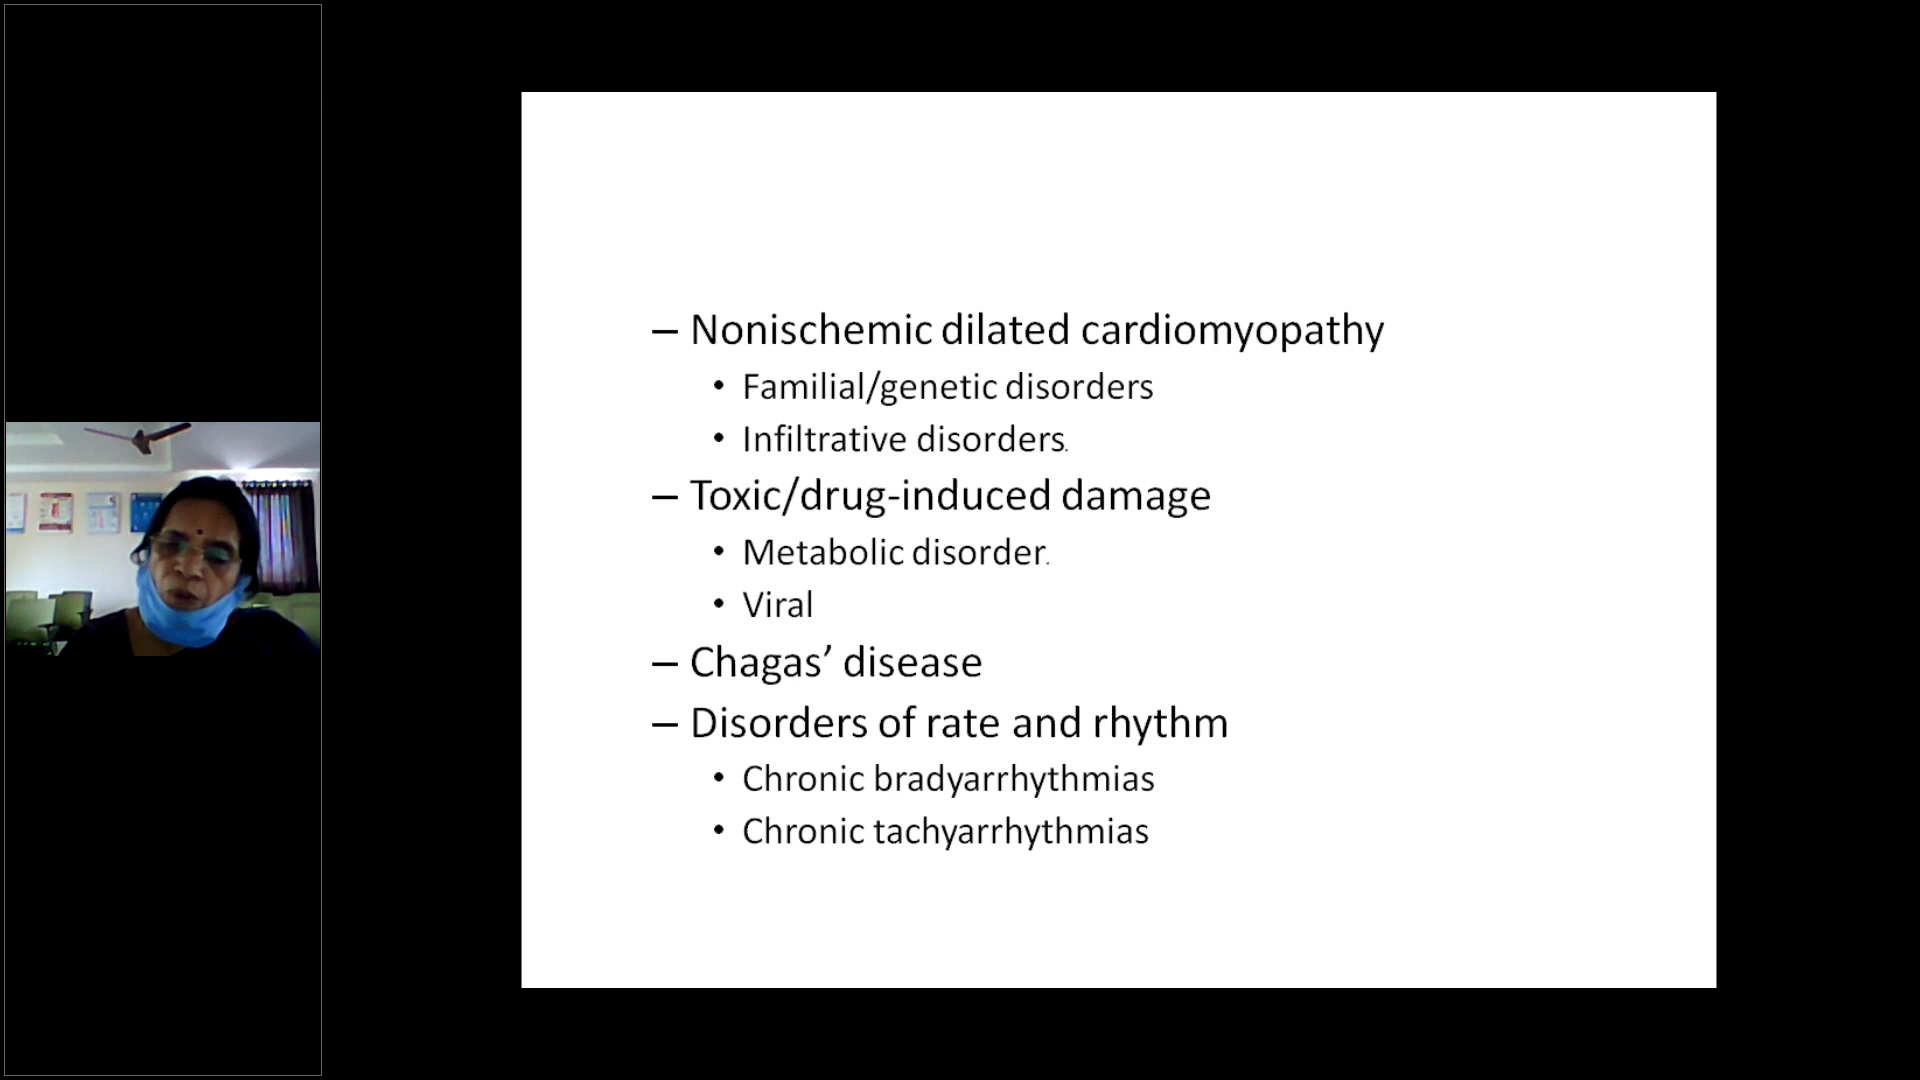 – Nonischemic dilated cardiomyopathy
• Familial/genetic disorders
• Infiltrative disorders.
– Toxic/drug-induced damage
• Metabolic disorder.
• Viral
– Chagas’ disease
– Disorders of rate and rhythm
• Chronic bradyarrhythmias
• Chronic tachyarrhythmias